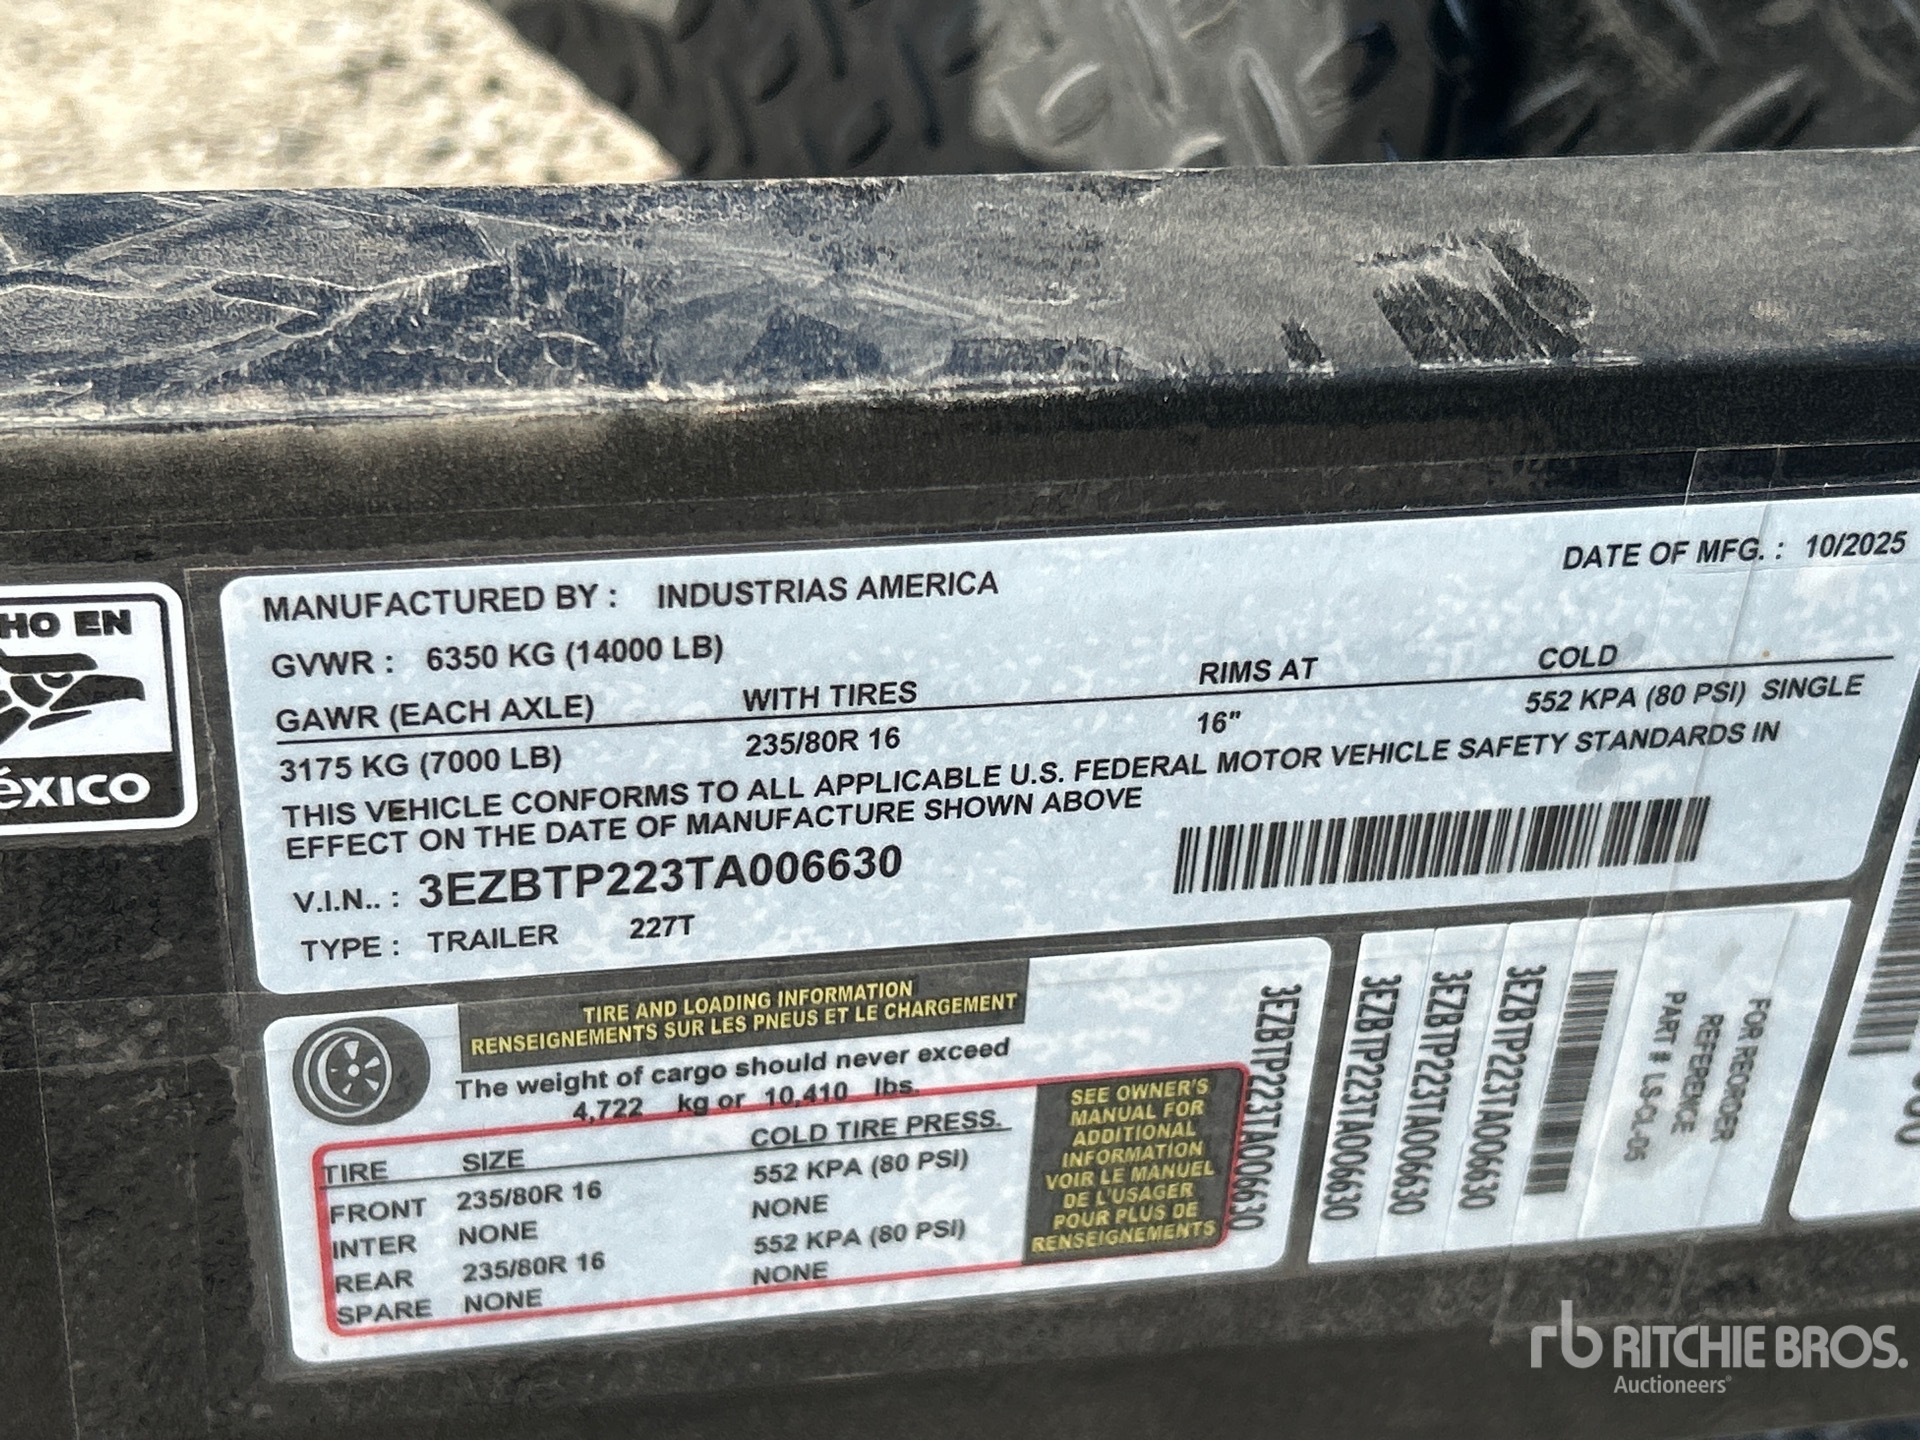 HO EN
éxico
MANUFACTURED BY : INDUSTRIAS AMERICA
DATE OF MFG. : 10/2025
GVWR : 6350 KG (14000 LB)
GAWR (EACH AXLE) WITH TIRES RIMS AT COLD
3175 KG (7000 LB) 235/80R 16 16" 552 KPA (80 PSI) SINGLE
THIS VEHICLE CONFORMS TO ALL APPLICABLE U.S. FEDERAL MOTOR VEHICLE SAFETY STANDARDS IN
EFFECT ON THE DATE OF MANUFACTURE SHOWN ABOVE
V.I.N.. : 3EZBTP223TA006630
TYPE : TRAILER 227T
TIRE AND LOADING INFORMATION
RENSEIGNEMENTS SUR LES PNEUS ET LE CHARGEMENT
The weight of cargo should never exceed
4,722 kg or 10,410 lbs.
TIRE SIZE COLD TIRE PRESS.
FRONT 235/80R 16 552 KPA (80 PSI)
INTER NONE NONE
REAR 235/80R 16 552 KPA (80 PSI)
SPARE NONE NONE
SEE OWNER'S
MANUAL FOR
ADDITIONAL
INFORMATION
VOIR LE MANUEL
DE L'USAGER
POUR PLUS DE
RENSEIGNEMENTS
3EZBTP223TA006630
3EZBTP223TA006630
3EZBTP223TA006630
3EZBTP223TA006630
FOR REORDER
REFERENCE
PART # LS-OL-05
rb RITCHIE BROS.
Auctioneers